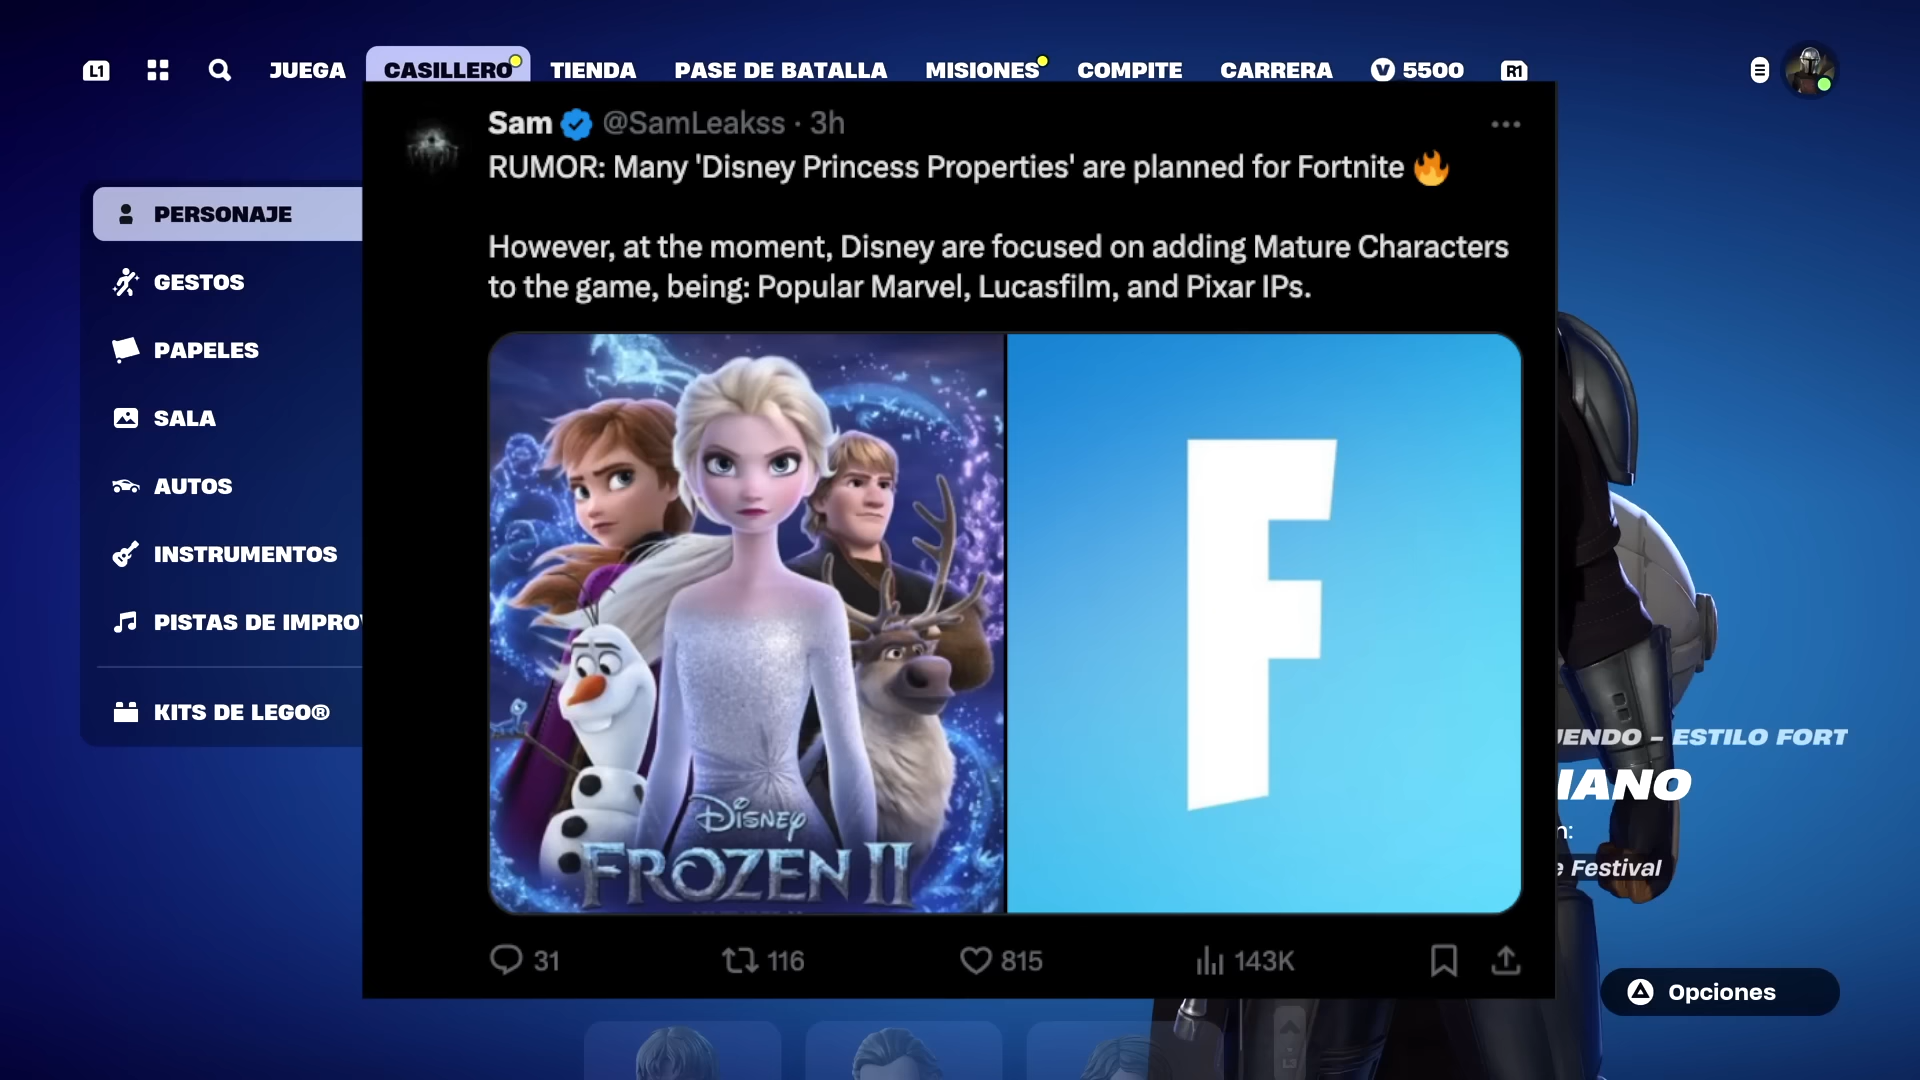 L1
JUEGA
CASILLERO
TIENDA
PASE DE BATALLA
MISIONES
COMPITE
CARRERA
V 5500
R1
PERSONAJE
GESTOS
PAPELES
SALA
AUTOS
INSTRUMENTOS
PISTAS DE IMPRO
KITS DE LEGO®
Sam @SamLeakss · 3h
RUMOR: Many 'Disney Princess Properties' are planned for Fortnite 🔥
However, at the moment, Disney are focused on adding Mature Characters
to the game, being: Popular Marvel, Lucasfilm, and Pixar IPs.
DISNEY
FROZEN II
F
31
116
815
143K
ENDO – ESTILO FORT
IANO
n:
e Festival
Opciones
L3